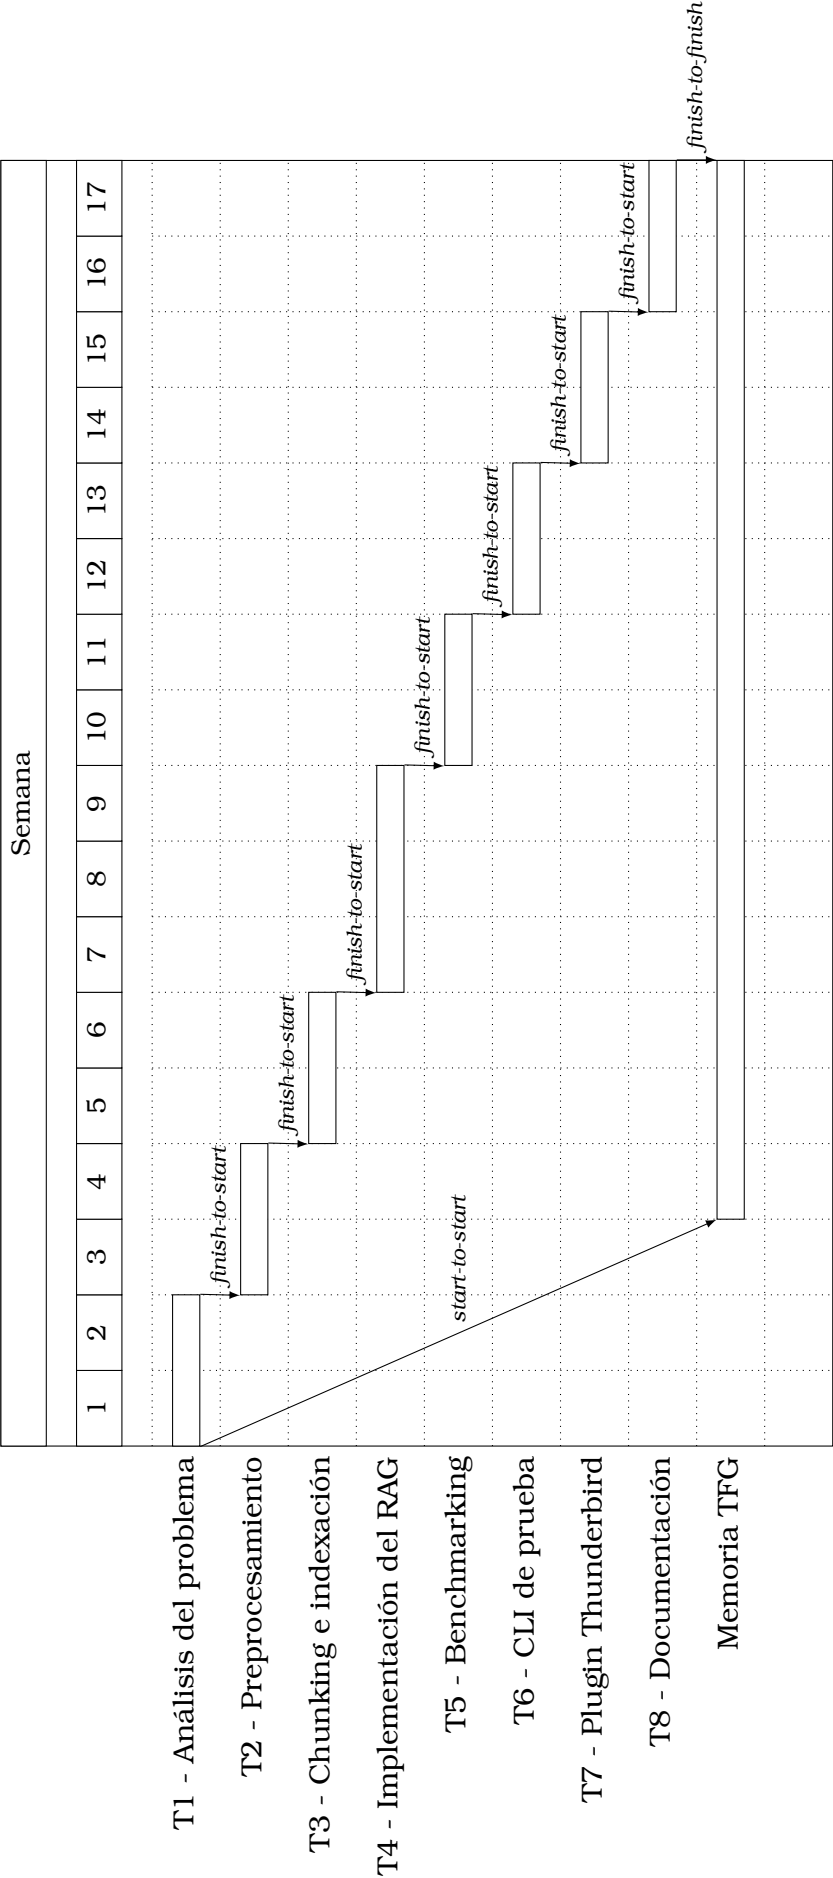 Semana
1 2 3 4 5 6 7 8 9 10 11 12 13 14 15 16 17
T1 - Análisis del problema
finish-to-start
T2 - Preprocesamiento
finish-to-start
T3 - Chunking e indexación
finish-to-start
T4 - Implementación del RAG
finish-to-start
T5 - Benchmarking
start-to-start
finish-to-start
T6 - CLI de prueba
finish-to-start
T7 - Plugin Thunderbird
finish-to-start
T8 - Documentación
finish-to-finish
Memoria TFG